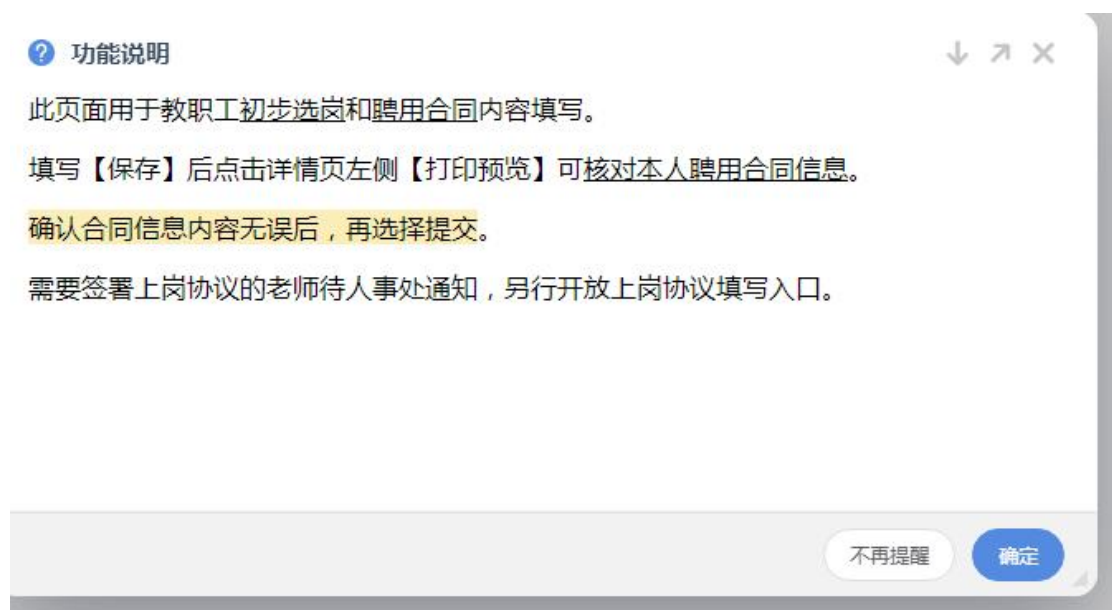 功能说明
此页面用于教职工初步选岗和聘用合同内容填写。
填写【保存】后点击详情页左侧【打印预览】可核对本人聘用合同信息。
确认合同信息内容无误后，再选择提交。
需要签署上岗协议的老师待人事处通知，另行开放上岗协议填写入口。
不再提醒
确定